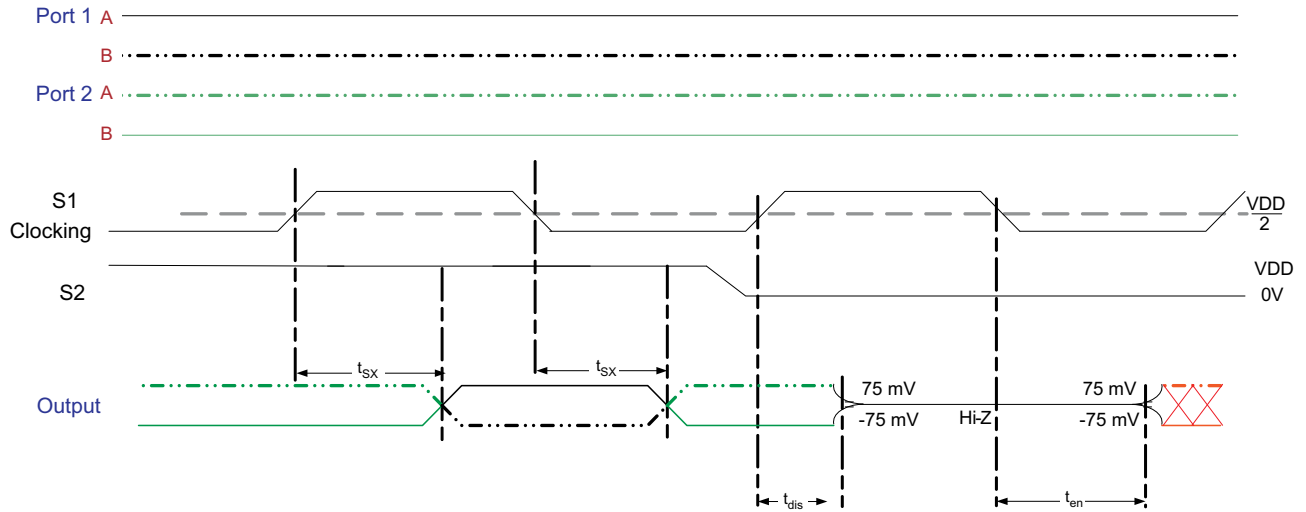 Port 1 A
B
Port 2 A
B
S1
Clocking
VDD
2
S2
VDD
0V
tSX
tSX
Output
75 mV
-75 mV
Hi-Z
75 mV
-75 mV
tdis
ten